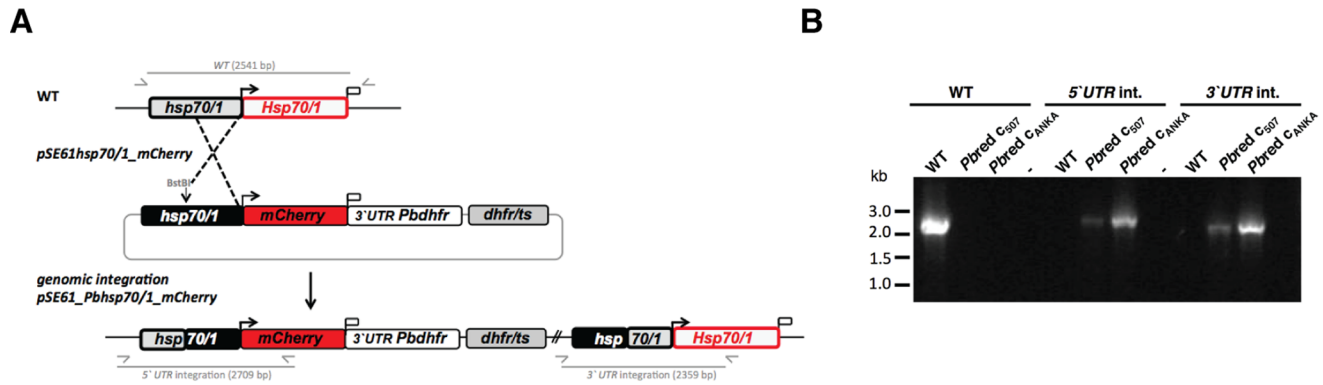 A
WT (2541 bp)
WT
hsp70/1 Hsp70/1
pSE61hsp70/1_mCherry
BstBI
hsp70/1 mCherry 3`UTR Pbdhfr dhfr/ts
genomic integration
pSE61_Pbhsp70/1_mCherry
hsp 70/1 mCherry 3`UTR Pbdhfr dhfr/ts // hsp 70/1 Hsp70/1
5` UTR integration (2709 bp) 3`UTR integration (2359 bp)
B
WT 5`UTR int. 3`UTR int.
WT Pbred c507 Pbred cANKA - WT Pbred c507 Pbred cANKA - WT Pbred c507 Pbred cANKA
kb
3.0
2.0
1.5
1.0